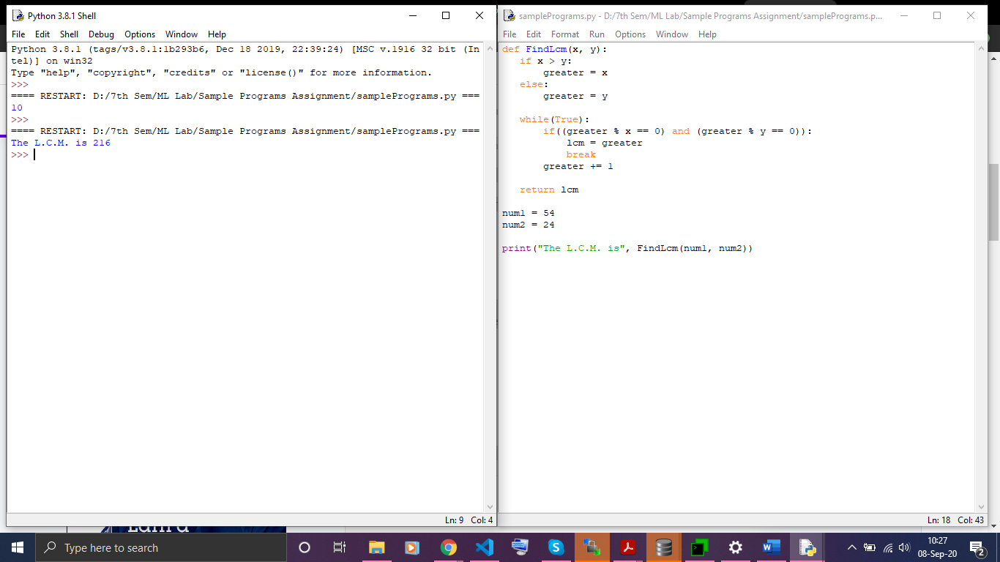 Python 3.8.1 Shell
File Edit Shell Debug Options Window Help
Python 3.8.1 (tags/v3.8.1:1b293b6, Dec 18 2019, 22:39:24) [MSC v.1916 32 bit (In
tel)] on win32
Type "help", "copyright", "credits" or "license()" for more information.
>>>
==== RESTART: D:/7th Sem/ML Lab/Sample Programs Assignment/samplePrograms.py ===
10
>>>
==== RESTART: D:/7th Sem/ML Lab/Sample Programs Assignment/samplePrograms.py ===
The L.C.M. is 216
>>>
Ln: 9 Col: 4
samplePrograms.py - D:/7th Sem/ML Lab/Sample Programs Assignment/samplePrograms.p...
File Edit Format Run Options Window Help
def FindLcm(x, y):
   if x > y:
       greater = x
   else:
       greater = y
   while(True):
       if((greater % x == 0) and (greater % y == 0)):
           lcm = greater
           break
       greater += 1
   return lcm
num1 = 54
num2 = 24
print("The L.C.M. is", FindLcm(num1, num2))
Ln: 18 Col: 43
Type here to search
10:27
08-Sep-20
2